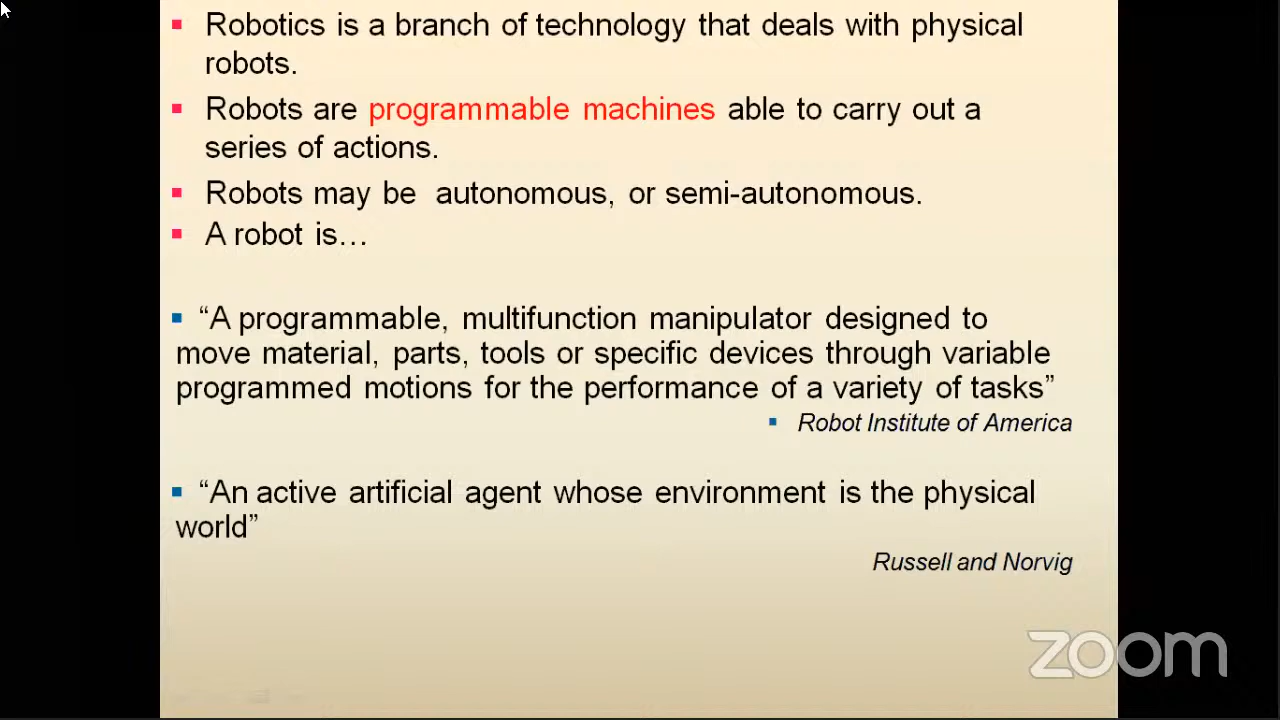 ▪ Robotics is a branch of technology that deals with physical
robots.
▪ Robots are programmable machines able to carry out a
series of actions.
▪ Robots may be  autonomous, or semi-autonomous.
▪ A robot is…
▪ “A programmable, multifunction manipulator designed to
move material, parts, tools or specific devices through variable
programmed motions for the performance of a variety of tasks”
▪ Robot Institute of America
▪ “An active artificial agent whose environment is the physical
world”
Russell and Norvig
zoom